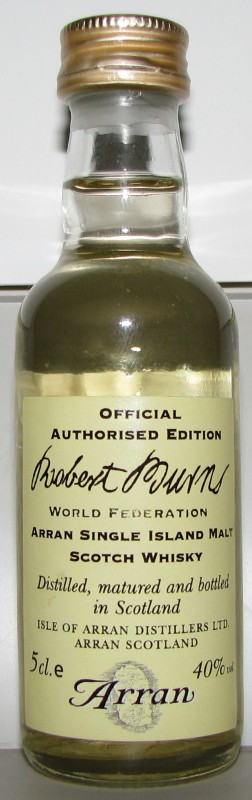 OFFICIAL
AUTHORISED EDITION
Robert Burns
WORLD FEDERATION
ARRAN SINGLE ISLAND MALT
SCOTCH WHISKY
Distilled, matured and bottled
in Scotland
ISLE OF ARRAN DISTILLERS LTD.
ARRAN SCOTLAND
5cl.e 40% vol
Arran